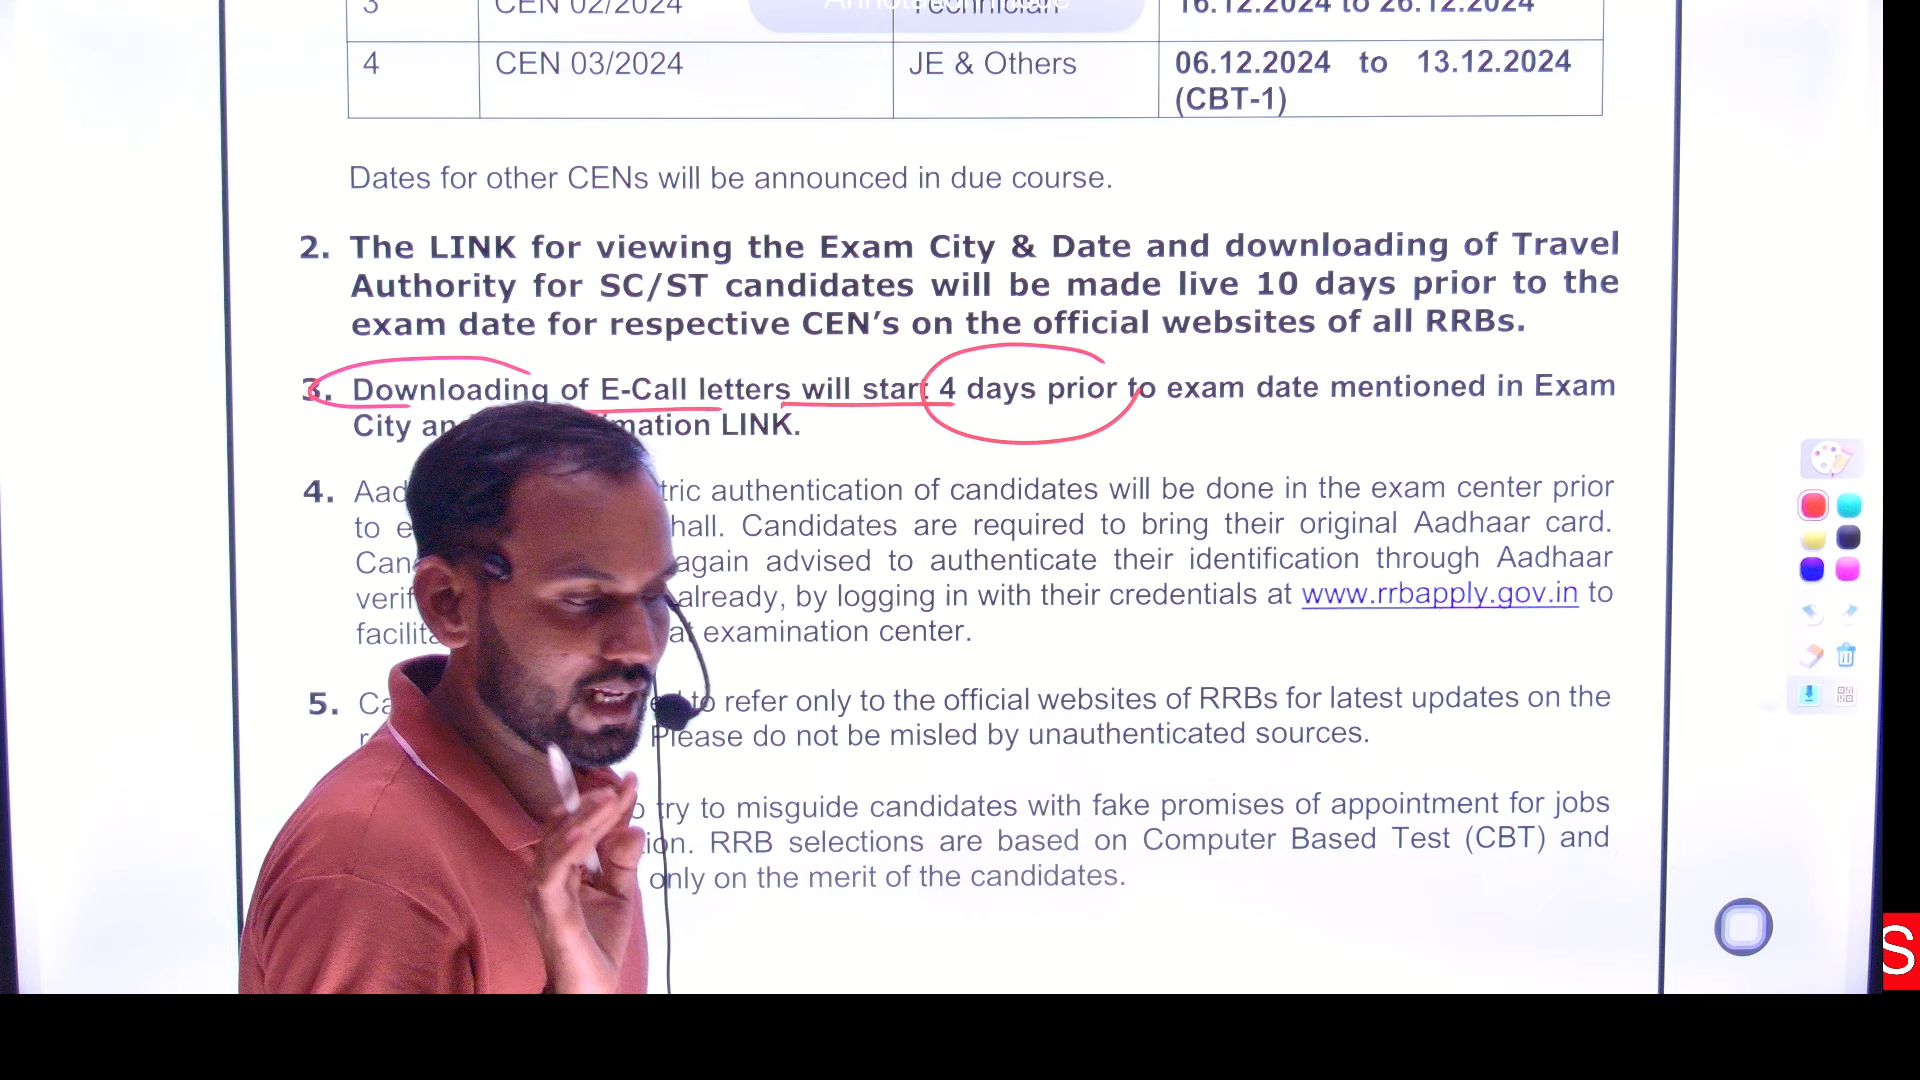 3 CEN 02/2024 Technician 16.12.2024 to 26.12.2024
4 CEN 03/2024 JE & Others 06.12.2024 to 13.12.2024
(CBT-1)
Dates for other CENs will be announced in due course.
2. The LINK for viewing the Exam City & Date and downloading of Travel
Authority for SC/ST candidates will be made live 10 days prior to the
exam date for respective CEN’s on the official websites of all RRBs.
3. Downloading of E-Call letters will start 4 days prior to exam date mentioned in Exam
City LINK.
4. authentication of candidates will be done in the exam center prior
to hall. Candidates are required to bring their original Aadhaar card.
again advised to authenticate their identification through Aadhaar
already, by logging in with their credentials at www.rrbapply.gov.in to
at examination center.
5. to refer only to the official websites of RRBs for latest updates on the
Please do not be misled by unauthenticated sources.
try to misguide candidates with fake promises of appointment for jobs
RRB selections are based on Computer Based Test (CBT) and
only on the merit of the candidates.
S